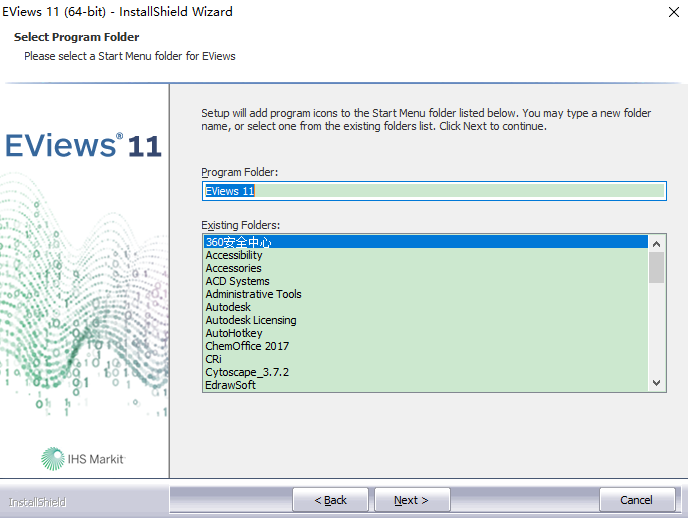 EViews 11 (64-bit) - InstallShield Wizard
Select Program Folder
Please select a Start Menu folder for EViews
EViews® 11
Setup will add program icons to the Start Menu folder listed below. You may type a new folder
name, or select one from the existing folders list. Click Next to continue.
Program Folder:
EViews 11
Existing Folders:
360安全中心
Accessibility
Accessories
ACD Systems
Administrative Tools
Autodesk
Autodesk Licensing
AutoHotkey
ChemOffice 2017
CRi
Cytoscape_3.7.2
EdrawSoft
IHS Markit
InstallShield
< Back
Next >
Cancel